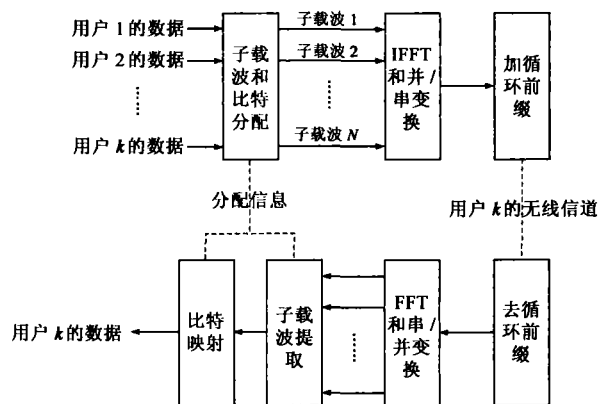 用户 1 的数据
用户 2 的数据
用户 k 的数据
子载
波和
比特
分配
子载波 1
子载波 2
子载波 N
IFFT
和并/
串变
换
加循
环前
缀
分配信息
用户 k 的无线信道
用户 k 的数据
比特
映射
子载
波提
取
FFT
和串/
并变
换
去循
环前
缀